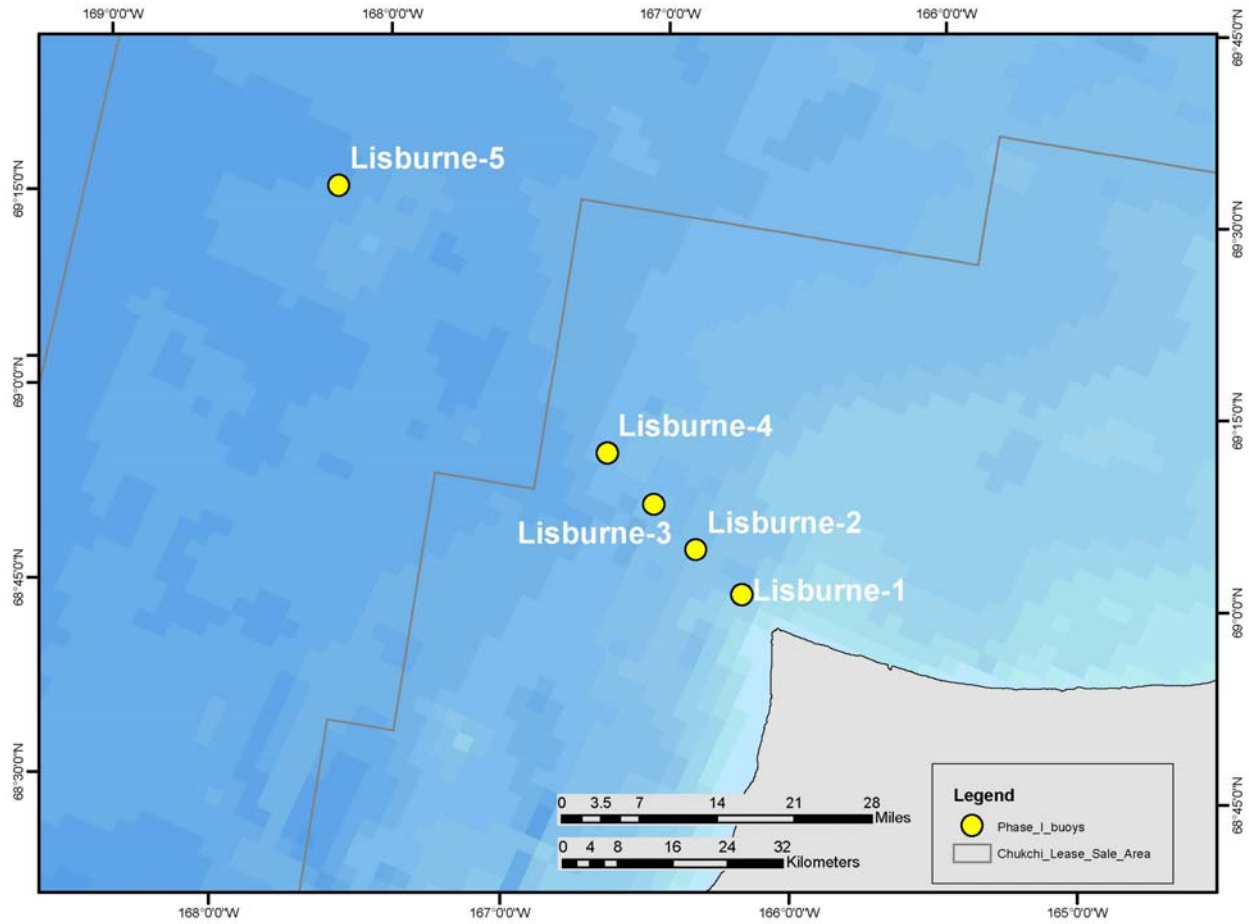 169°0'0"W 168°0'0"W 167°0'0"W 166°0'0"W
69°45'0"N
Lisburne-5
69°15'0"N
69°30'0"N
69°0'0"N
Lisburne-4
69°15'0"N
Lisburne-3
Lisburne-2
68°45'0"N
Lisburne-1
69°0'0"N
68°30'0"N
68°45'0"N
0 3.5 7 14 21 28
Miles
0 4 8 16 24 32
Kilometers
Legend
Phase_I_buoys
Chukchi_Lease_Sale_Area
168°0'0"W 167°0'0"W 166°0'0"W 165°0'0"W